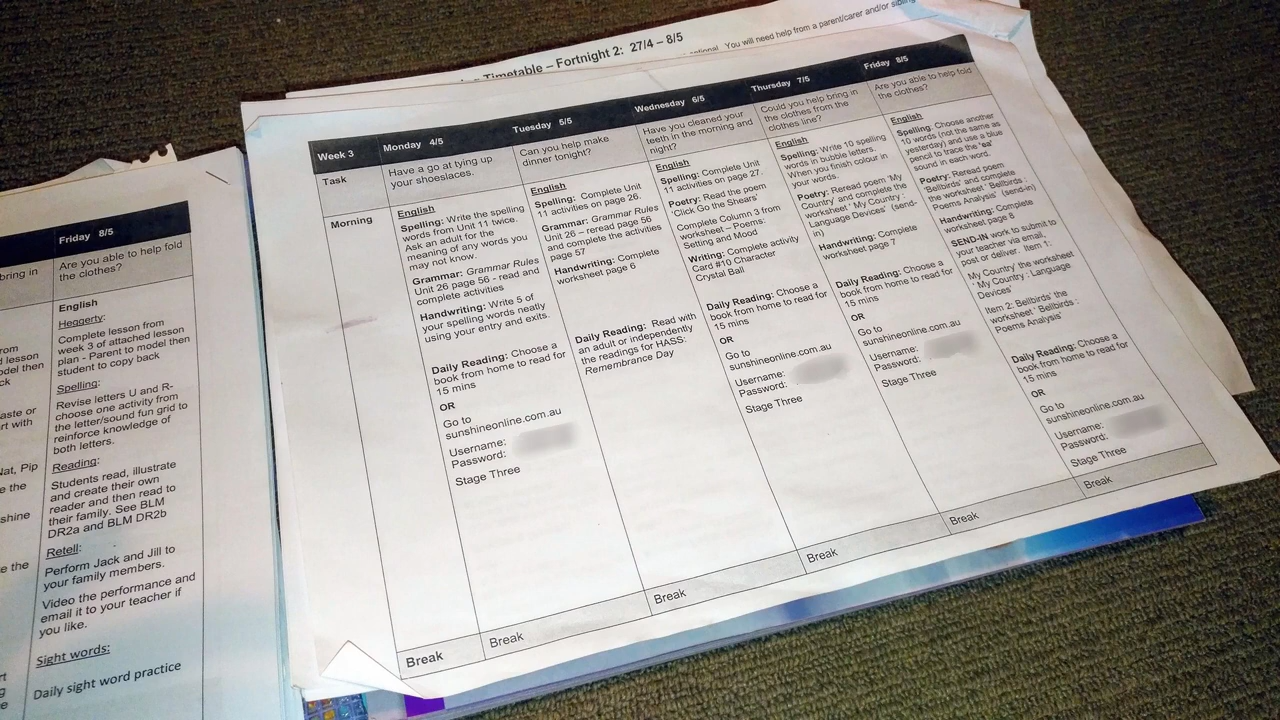 Timetable – Fortnight 2: 27/4 – 8/5
You will need help from a parent/carer and/or sibling
Week 3
Monday 4/5
Tuesday 5/5
Wednesday 6/5
Thursday 7/5
Friday 8/5
Task
Have a go at tying up
your shoeslaces.
Can you help make
dinner tonight?
Have you cleaned your
teeth in the morning and
night?
Could you help bring in
the clothes from the
clothes line?
Are you able to help fold
the clothes?
Morning
English
Spelling: Write the spelling
words from Unit 11 twice.
Ask an adult for the
meaning of any words you
may not know.
Grammar: Grammar Rules
Unit 26 page 56 - read and
complete activities
Handwriting: Write 5 of
your spelling words neatly
using your entry and exits.
Daily Reading: Choose a
book from home to read for
15 mins
OR
Go to
sunshineonline.com.au
Username:
Password:
Stage Three
English
Spelling: Complete Unit
11 activities on page 26.
Grammar: Grammar Rules
Unit 26 – reread page 56
and complete the activities
page 57
Handwriting: Complete
worksheet page 6
Daily Reading: Read with
an adult or independently
the readings for HASS:
Remembrance Day
English
Spelling: Complete Unit
11 activities on page 27.
Poetry: Read the poem
'Click Go the Shears'
Complete Column 3 from
worksheet – Poems:
Setting and Mood
Writing: Complete activity
Card #10 Character
Crystal Ball
Daily Reading: Choose a
book from home to read for
15 mins
OR
Go to
sunshineonline.com.au
Username:
Password:
Stage Three
English
Spelling: Write 10 spelling
words in bubble letters.
When you finish colour in
your words.
Poetry: Reread poem 'My
Country' and complete the
worksheet ' My Country :
Language Devices' (send-
in)
Handwriting: Complete
worksheet page 7
Daily Reading: Choose a
book from home to read for
15 mins
OR
Go to
sunshineonline.com.au
Username:
Password:
Stage Three
English
Spelling: Choose another
10 words (not the same as
yesterday) and use a blue
pencil to trace the 'ea'
sound in each word.
Poetry: Reread poem
'Bellbirds' and complete
the worksheet ' Bellbirds :
Poems Analysis' (send-in)
Handwriting: Complete
worksheet page 8
SEND-IN work to submit to
your teacher via email,
post or deliver. Item 1:
My Country' the worksheet
' My Country : Language
Devices'
Item 2: Bellbirds' the
worksheet ' Bellbirds :
Poems Analysis'
Daily Reading: Choose a
book from home to read for
15 mins
OR
Go to
sunshineonline.com.au
Username:
Password:
Stage Three
Break
Break
Break
Break
Break
Break
Friday 8/5
bring in
Are you able to help fold
the clothes?
English
Heggerty:
Complete lesson from
week 3 of attached lesson
plan - Parent to model then
student to copy back
Spelling:
Revise letters U and R-
choose one activity from
the letter/sound fun grid to
reinforce knowledge of
both letters.
Reading:
Students read, illustrate
and create their own
reader and then read to
their family. See BLM
DR2a and BLM DR2b
Retell:
Perform Jack and Jill to
your family members.
Video the performance and
email it to your teacher if
you like.
Sight words:
Daily sight word practice